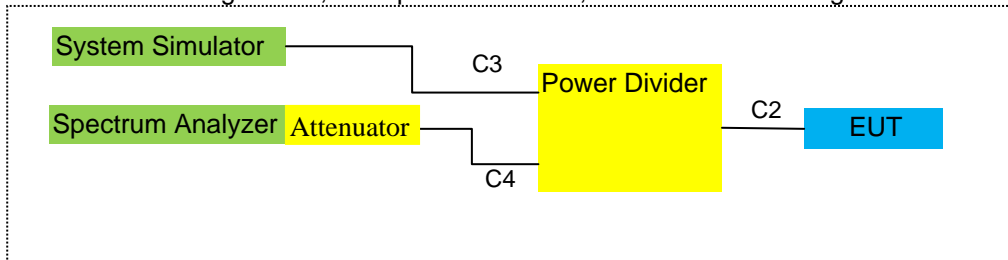 System Simulator
C3
Power Divider
C2
EUT
Spectrum Analyzer Attenuator
C4